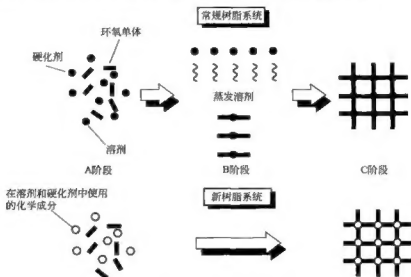 常规树脂系统
环氧单体
硬化剂
蒸发溶剂
溶剂
A阶段
B阶段
C阶段
在溶剂和硬化剂中使用
的化学成分
新树脂系统